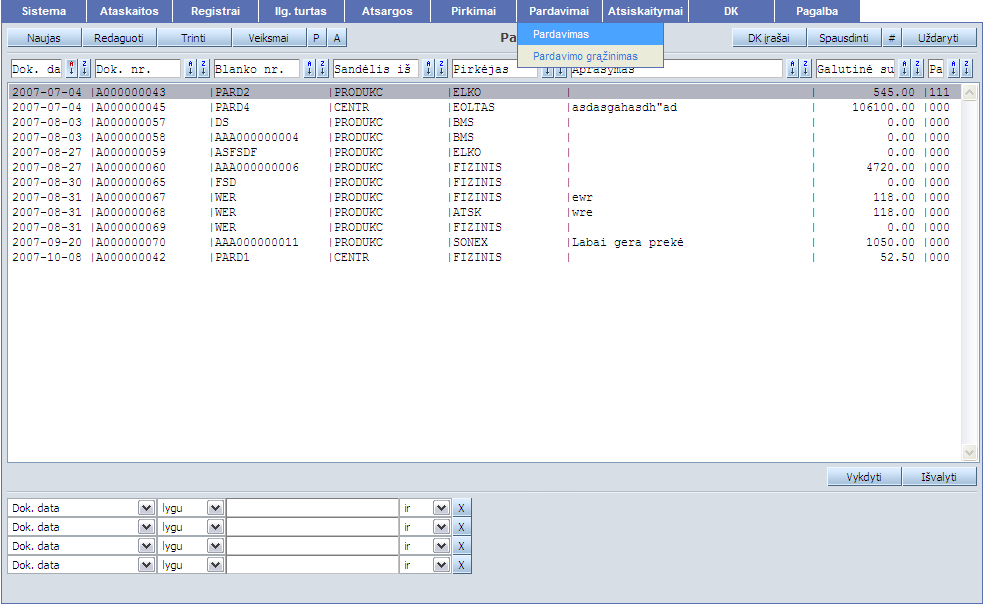 Sistema Ataskaitos Registrai Ilg. turtas Atsargos Pirkimai Pardavimai Atsiskaitymai DK Pagalba
Naujas Redaguoti Trinti Veiksmai P A Pa Pardavimas DK įrašai Spausdinti # Uždaryti
Pardavimo grąžinimas
Dok. da Dok. nr. Blanko nr. Sandėlis iš Pirkėjas Aprašymas Galutinė su Pa
2007-07-04 |A000000043 |PARD2 |PRODUKC |ELKO | | 545.00 |111
2007-07-04 |A000000045 |PARD4 |CENTR |EOLTAS |asdasgahasdh"ad | 106100.00 |000
2007-08-03 |A000000057 |DS |PRODUKC |BMS | | 0.00 |000
2007-08-03 |A000000058 |AAA000000004 |PRODUKC |BMS | | 0.00 |000
2007-08-27 |A000000059 |ASFSDF |PRODUKC |ELKO | | 0.00 |000
2007-08-27 |A000000060 |AAA000000006 |PRODUKC |FIZINIS | | 4720.00 |000
2007-08-30 |A000000065 |FSD |PRODUKC |FIZINIS | | 0.00 |000
2007-08-31 |A000000067 |WER |PRODUKC |FIZINIS |ewr | 118.00 |000
2007-08-31 |A000000068 |WER |PRODUKC |ATSK |wre | 118.00 |000
2007-08-31 |A000000069 |WER |PRODUKC |FIZINIS | | 0.00 |000
2007-09-20 |A000000070 |AAA000000011 |PRODUKC |SONEX |Labai gera prekė | 1050.00 |000
2007-10-08 |A000000042 |PARD1 |CENTR |FIZINIS | | 52.50 |000
Vykdyti Išvalyti
Dok. data lygu ir X
Dok. data lygu ir X
Dok. data lygu ir X
Dok. data lygu ir X